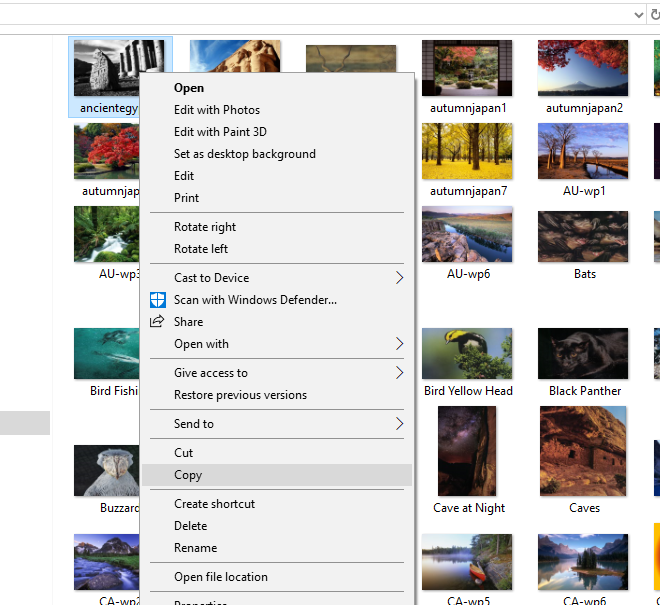 ancientegy
autumnjapan1
autumnjapan2
autumnjap
autumnjapan7
AU-wp1
AU-wp3
AU-wp6
Bats
Bird Fishi
Bird Yellow Head
Black Panther
Buzzard
Cave at Night
Caves
CA-wp2
CA-wp5
CA-wp6
Open
Edit with Photos
Edit with Paint 3D
Set as desktop background
Edit
Print
Rotate right
Rotate left
Cast to Device
Scan with Windows Defender...
Share
Open with
Give access to
Restore previous versions
Send to
Cut
Copy
Create shortcut
Delete
Rename
Open file location
Properties